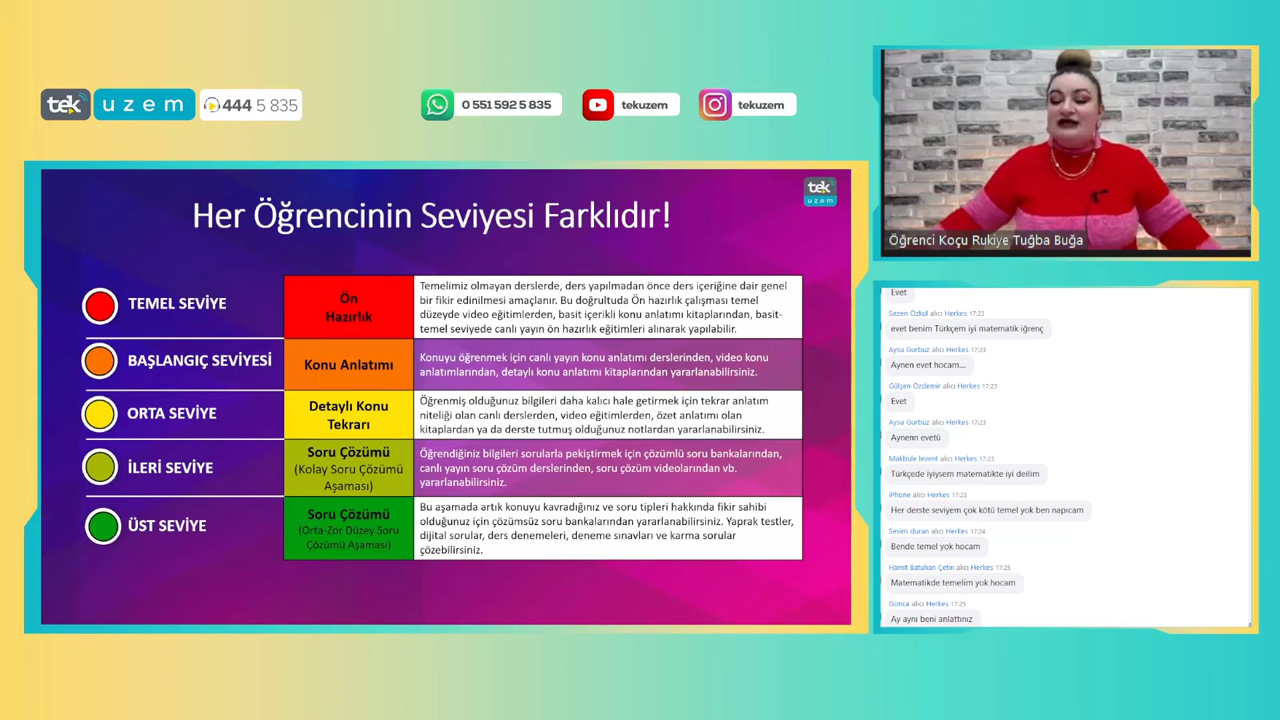 tek
uzem
444 5 835
0 551 592 5 835
tekuzem
tekuzem
tek
uzem
Her Öğrencinin Seviyesi Farklıdır!
TEMEL SEVİYE
Ön
Hazırlık
Temelimiz olmayan derslerde, ders yapılmadan önce ders içeriğine dair genel
bir fikir edinilmesi amaçlanır. Bu doğrultuda Ön hazırlık çalışması temel
düzeyde video eğitimlerden, basit içerikli konu anlatımı kitaplarından, basit-
temel seviyede canlı yayın ön hazırlık eğitimleri alınarak yapılabilir.
BAŞLANGIÇ SEVİYESİ
Konu Anlatımı
Konuyu öğrenmek için canlı yayın konu anlatımı derslerinden, video konu
anlatımlarından, detaylı konu anlatımı kitaplarından yararlanabilirsiniz.
ORTA SEVİYE
Detaylı Konu
Tekrarı
Öğrenmiş olduğunuz bilgileri daha kalıcı hale getirmek için tekrar anlatım
niteliği olan canlı derslerden, video eğitimlerden, özet anlatımı olan
kitaplardan ya da derste tutmuş olduğunuz notlardan yararlanabilirsiniz.
İLERİ SEVİYE
Soru Çözümü
(Kolay Soru Çözümü
Aşaması)
Öğrendiğiniz bilgileri sorularla pekiştirmek için çözümlü soru bankalarından,
canlı yayın soru çözüm derslerinden, soru çözüm videolarından vb.
yararlanabilirsiniz.
ÜST SEVİYE
Soru Çözümü
(Orta-Zor Düzey Soru
Çözümü Aşaması)
Bu aşamada artık konuyu kavradığınız ve soru tipleri hakkında fikir sahibi
olduğunuz için çözümsüz soru bankalarından yararlanabilirsiniz. Yaprak testler,
dijital sorular, ders denemeleri, deneme sınavları ve karma sorular
çözebilirsiniz.
Öğrenci Koçu Rukiye Tuğba Buğa
Evet
Sezen Özkul alıcı Herkes 17:23
evet benim Türkçem iyi matematik iğrenç
Aysu Gurbuz alıcı Herkes 17:23
Aynen evet hocam....
Gülşen Özdemir alıcı Herkes 17:23
Evet
Aysu Gurbuz alıcı Herkes 17:23
Aynenn evetü
Makbule levent alıcı Herkes 17:23
Türkçede iyiysem matematikte iyi deilim
iPhone alıcı Herkes 17:23
Her derste seviyem çok kötü temel yok ben napıcam
Sevim duran alıcı Herkes 17:24
Bende temel yok hocam
Hamit Batuhan Çetin alıcı Herkes 17:25
Matematikde temelim yok hocam
Gonca alıcı Herkes 17:25
Ay aynı beni anlattınız